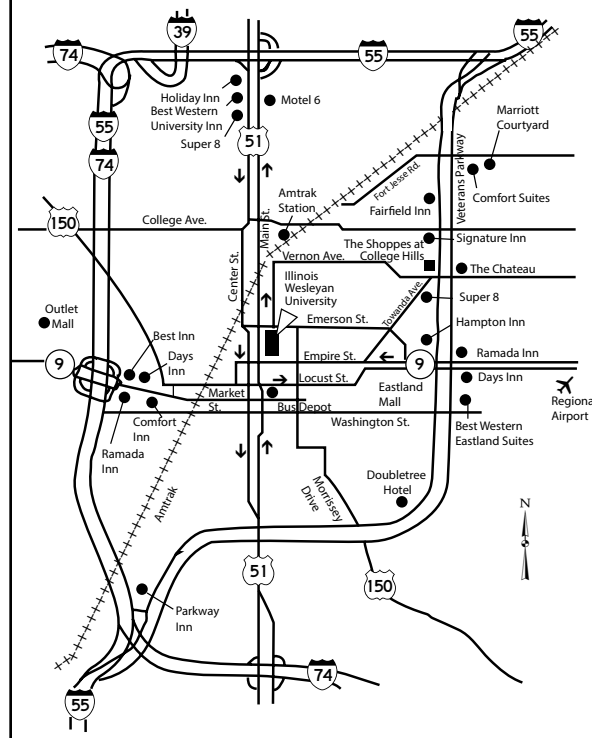 39
74
55
55
Holiday Inn
Best Western
University Inn
Super 8
Motel 6
Marriott
Courtyard
55
74
51
Veterans Parkway
Fort Jesse Rd.
Comfort Suites
Fairfield Inn
150
College Ave.
Amtrak
Station
Main St.
Center St.
Signature Inn
The Shoppes at
College Hills
Vernon Ave.
The Chateau
Illinois
Wesleyan
University
Towanda Ave.
Super 8
Emerson St.
Hampton Inn
Outlet
Mall
Best Inn
Days
Inn
9
Empire St.
9
Ramada Inn
Locust St.
Eastland
Mall
Days Inn
Regional
Airport
Market
St.
Bus Depot
Washington St.
Best Western
Eastland Suites
Comfort
Inn
Ramada
Inn
Amtrak
Morrissey
Drive
Doubletree
Hotel
N
51
150
Parkway
Inn
74
55